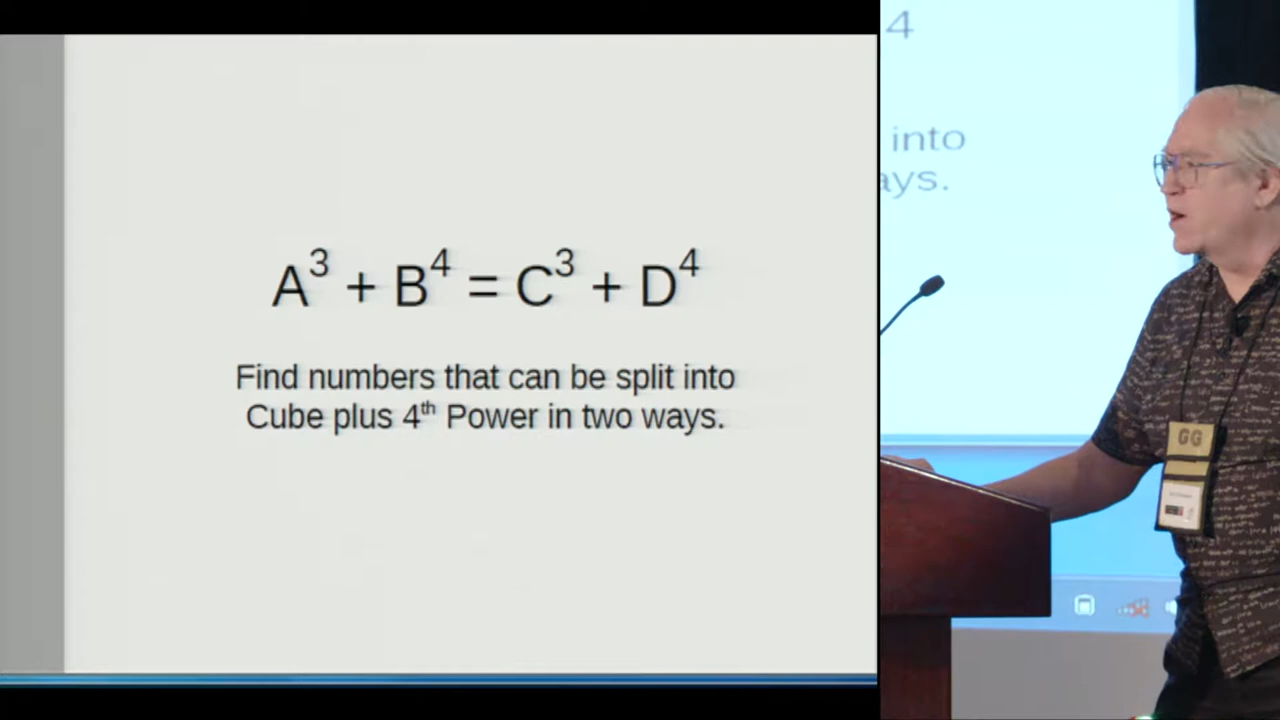 A³ + B⁴ = C³ + D⁴
Find numbers that can be split into
Cube plus 4th Power in two ways.
4
into
ays.
GG